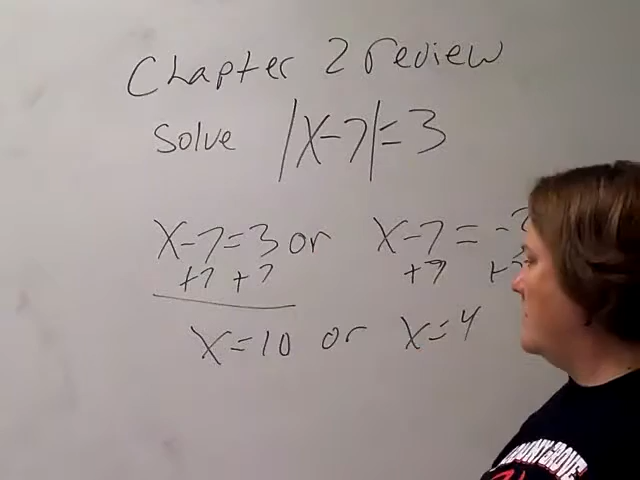 Chapter 2 review
Solve |x-7|=3
x-7=3 or x-7=-3
+7 +7 +7 +7
x=10 or x=4